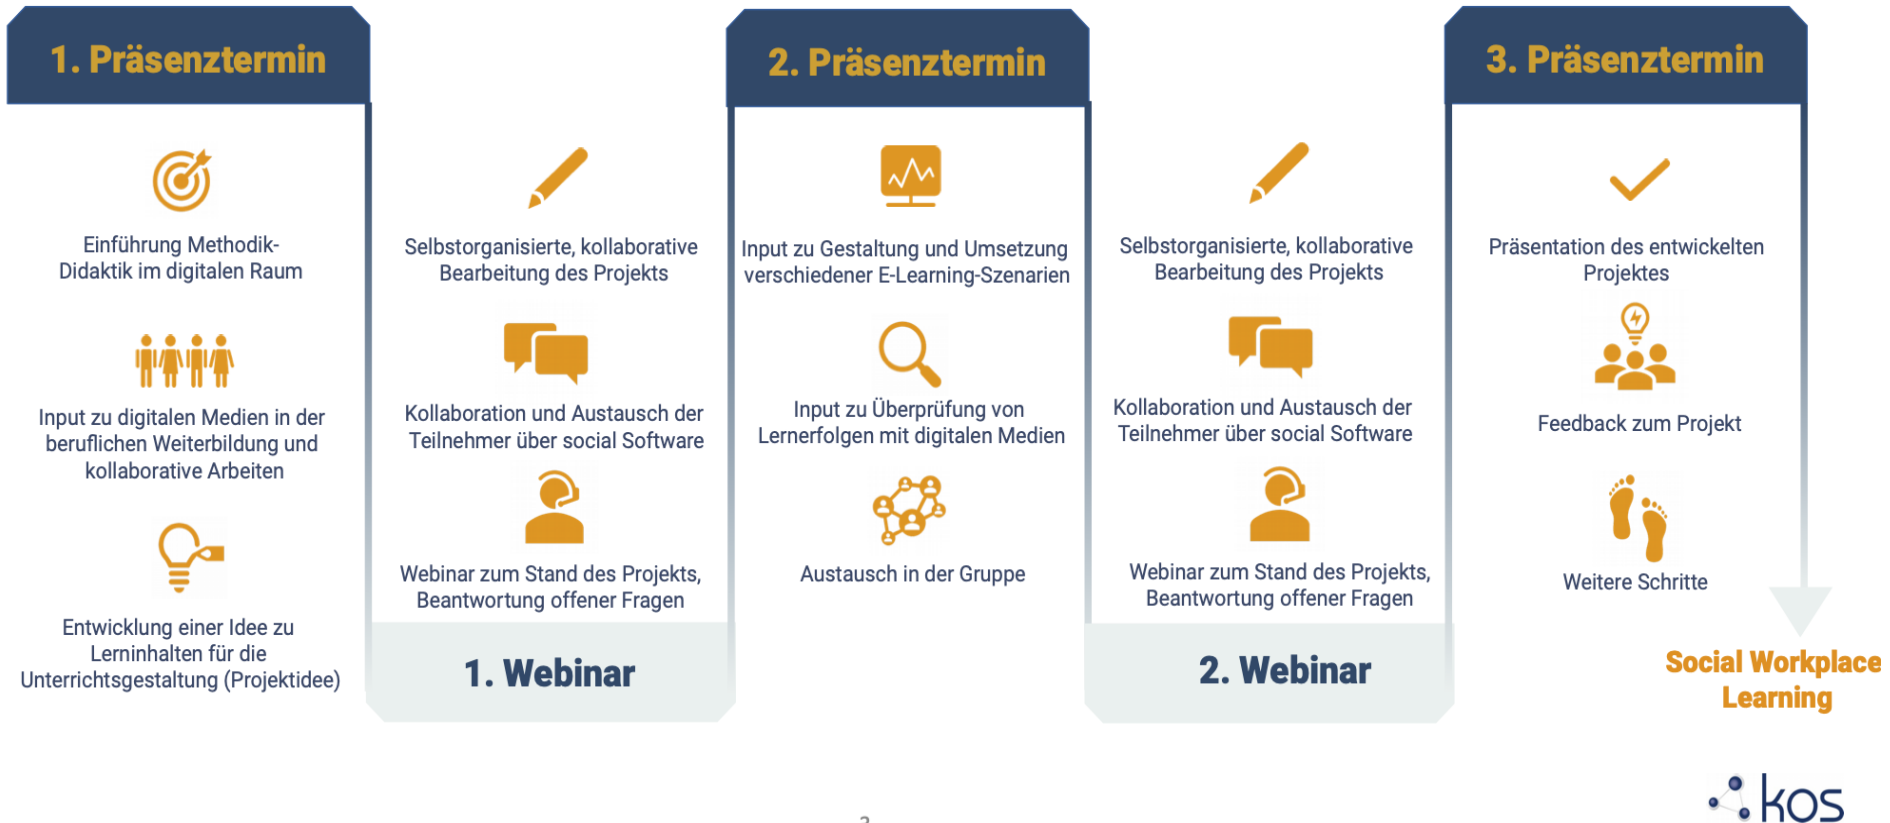 1. Präsenztermin
Einführung Methodik-
Didaktik im digitalen Raum
Input zu digitalen Medien in der
beruflichen Weiterbildung und
kollaborative Arbeiten
Entwicklung einer Idee zu
Lerninhalten für die
Unterrichtsgestaltung (Projektidee)
Selbstorganisierte, kollaborative
Bearbeitung des Projekts
Kollaboration und Austausch der
Teilnehmer über social Software
Webinar zum Stand des Projekts,
Beantwortung offener Fragen
1. Webinar
2. Präsenztermin
Input zu Gestaltung und Umsetzung
verschiedener E-Learning-Szenarien
Input zu Überprüfung von
Lernerfolgen mit digitalen Medien
Austausch in der Gruppe
Selbstorganisierte, kollaborative
Bearbeitung des Projekts
Kollaboration und Austausch der
Teilnehmer über social Software
Webinar zum Stand des Projekts,
Beantwortung offener Fragen
2. Webinar
3. Präsenztermin
Präsentation des entwickelten
Projektes
Feedback zum Projekt
Weitere Schritte
Social Workplace
Learning
kos